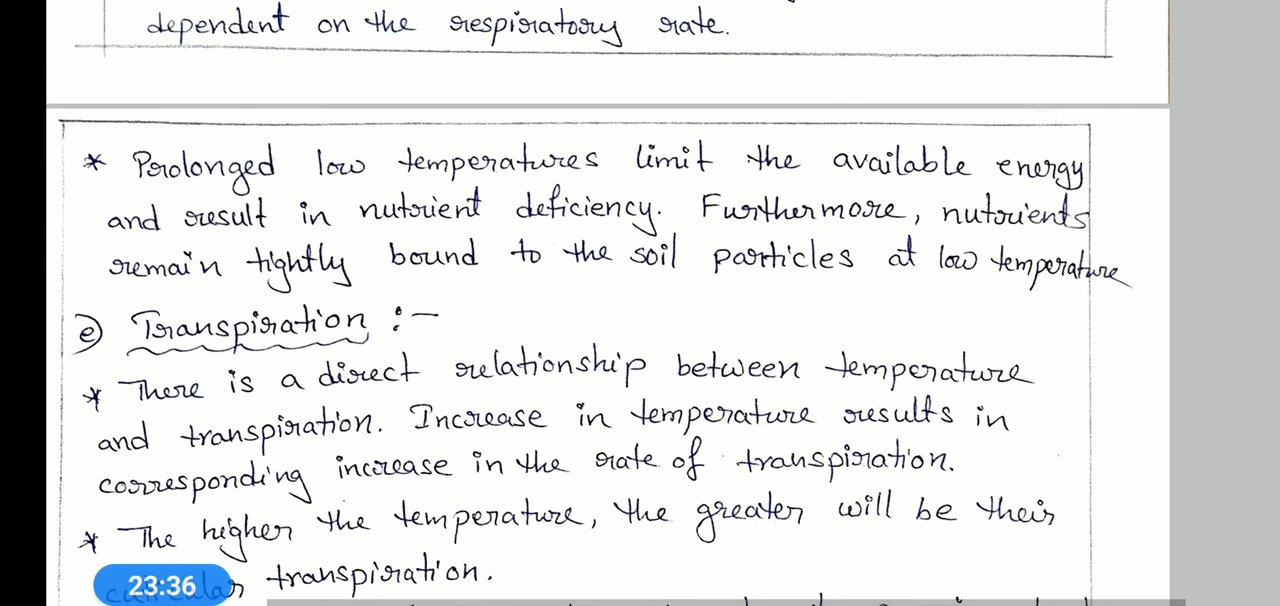 dependent on the respiratory rate.
* Prolonged low temperatures limit the available energy
and result in nutrient deficiency. Furthermore, nutrients
remain tightly bound to the soil particles at low temperature
e) Transpiration :-
* There is a direct relationship between temperature
and transpiration. Increase in temperature results in
corresponding increase in the rate of transpiration.
* The higher the temperature, the greater will be their
transpiration.
23:36